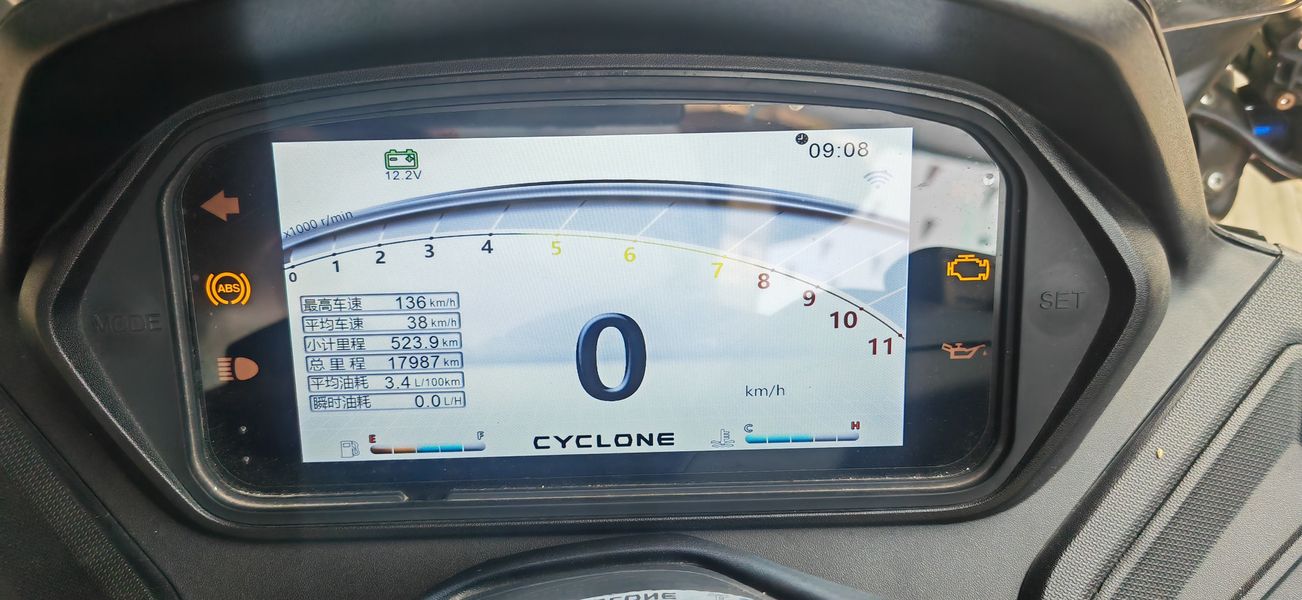 09:08
12.2V
x1000 r/min
0 1 2 3 4 5 6 7 8 9 10 11
ABS
MODE
SET
最高车速 136 km/h
平均车速 38 km/h
小计里程 523.9 km
总里程 17987 km
平均油耗 3.4 L/100km
瞬时油耗 0.0 L/H
0
km/h
E F
CYCLONE
C H